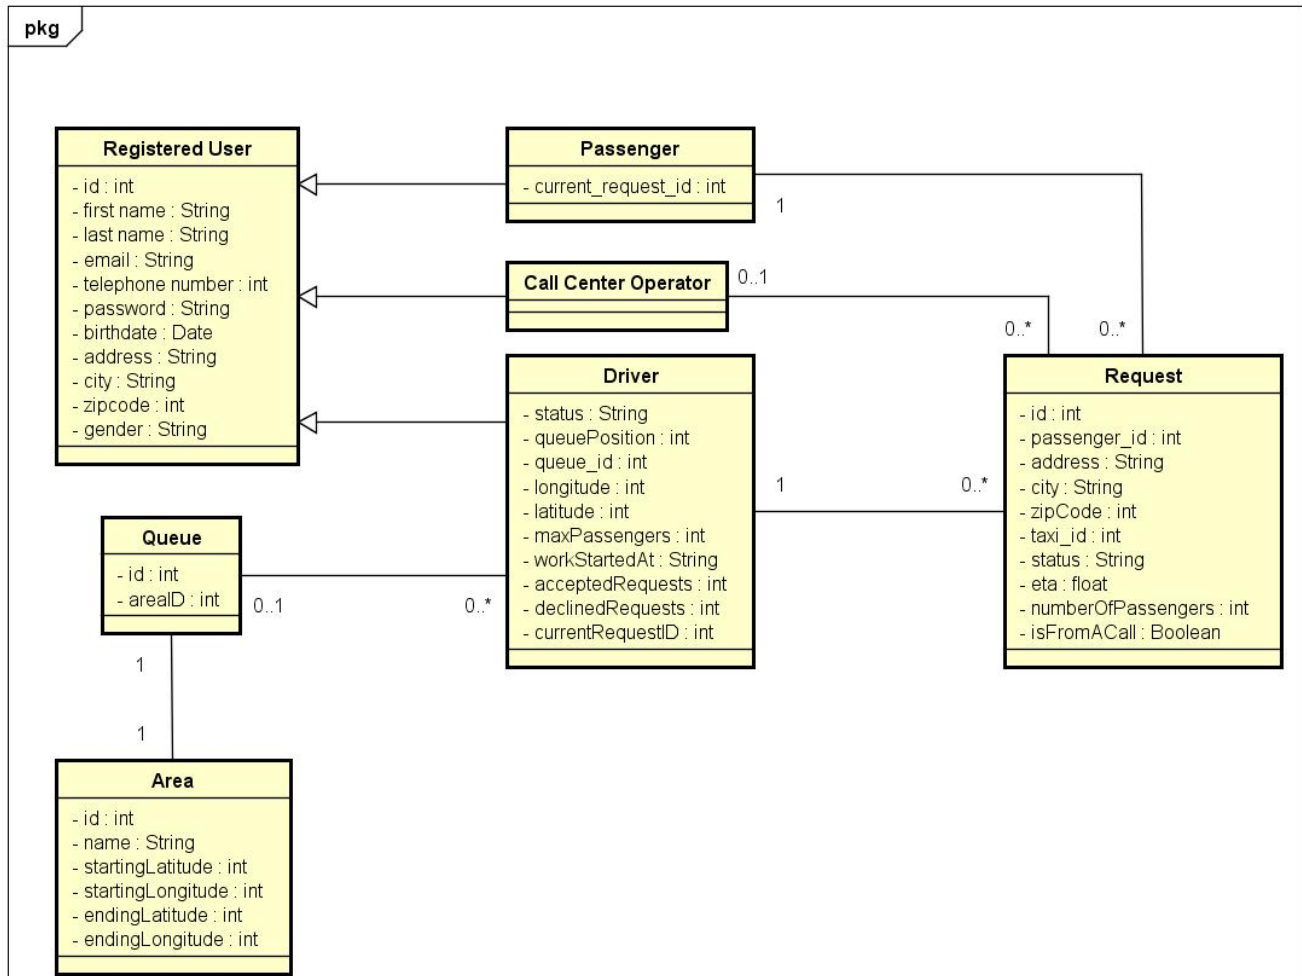 pkg
Registered User
- id : int
- first name : String
- last name : String
- email : String
- telephone number : int
- password : String
- birthdate : Date
- address : String
- city : String
- zipcode : int
- gender : String
Passenger
- current_request_id : int
1
Call Center Operator
0..1
0..*
0..*
Driver
- status : String
- queuePosition : int
- queue_id : int
- longitude : int
- latitude : int
- maxPassengers : int
- workStartedAt : String
- acceptedRequests : int
- declinedRequests : int
- currentRequestID : int
1
0..*
Request
- id : int
- passenger_id : int
- address : String
- city : String
- zipCode : int
- taxi_id : int
- status : String
- eta : float
- numberOfPassengers : int
- isFromACall : Boolean
Queue
- id : int
- areaID : int
0..1
0..*
1
1
Area
- id : int
- name : String
- startingLatitude : int
- startingLongitude : int
- endingLatitude : int
- endingLongitude : int